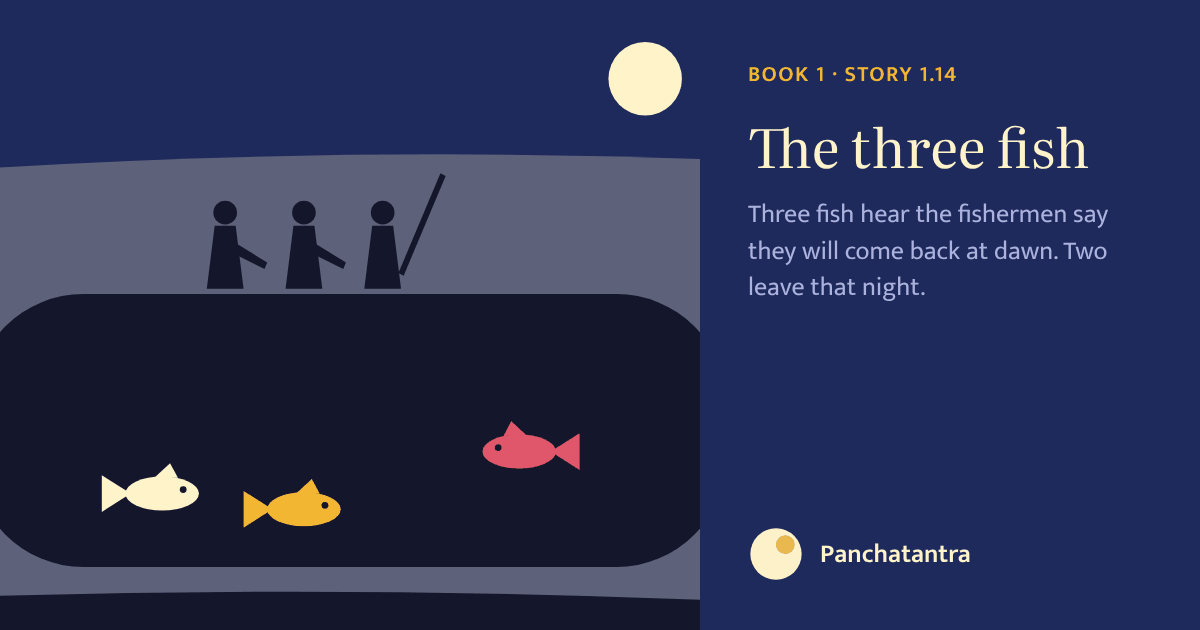 BOOK 1 · STORY 1.14
The three fish
Three fish hear the fishermen say
they will come back at dawn. Two
leave that night.
Panchatantra